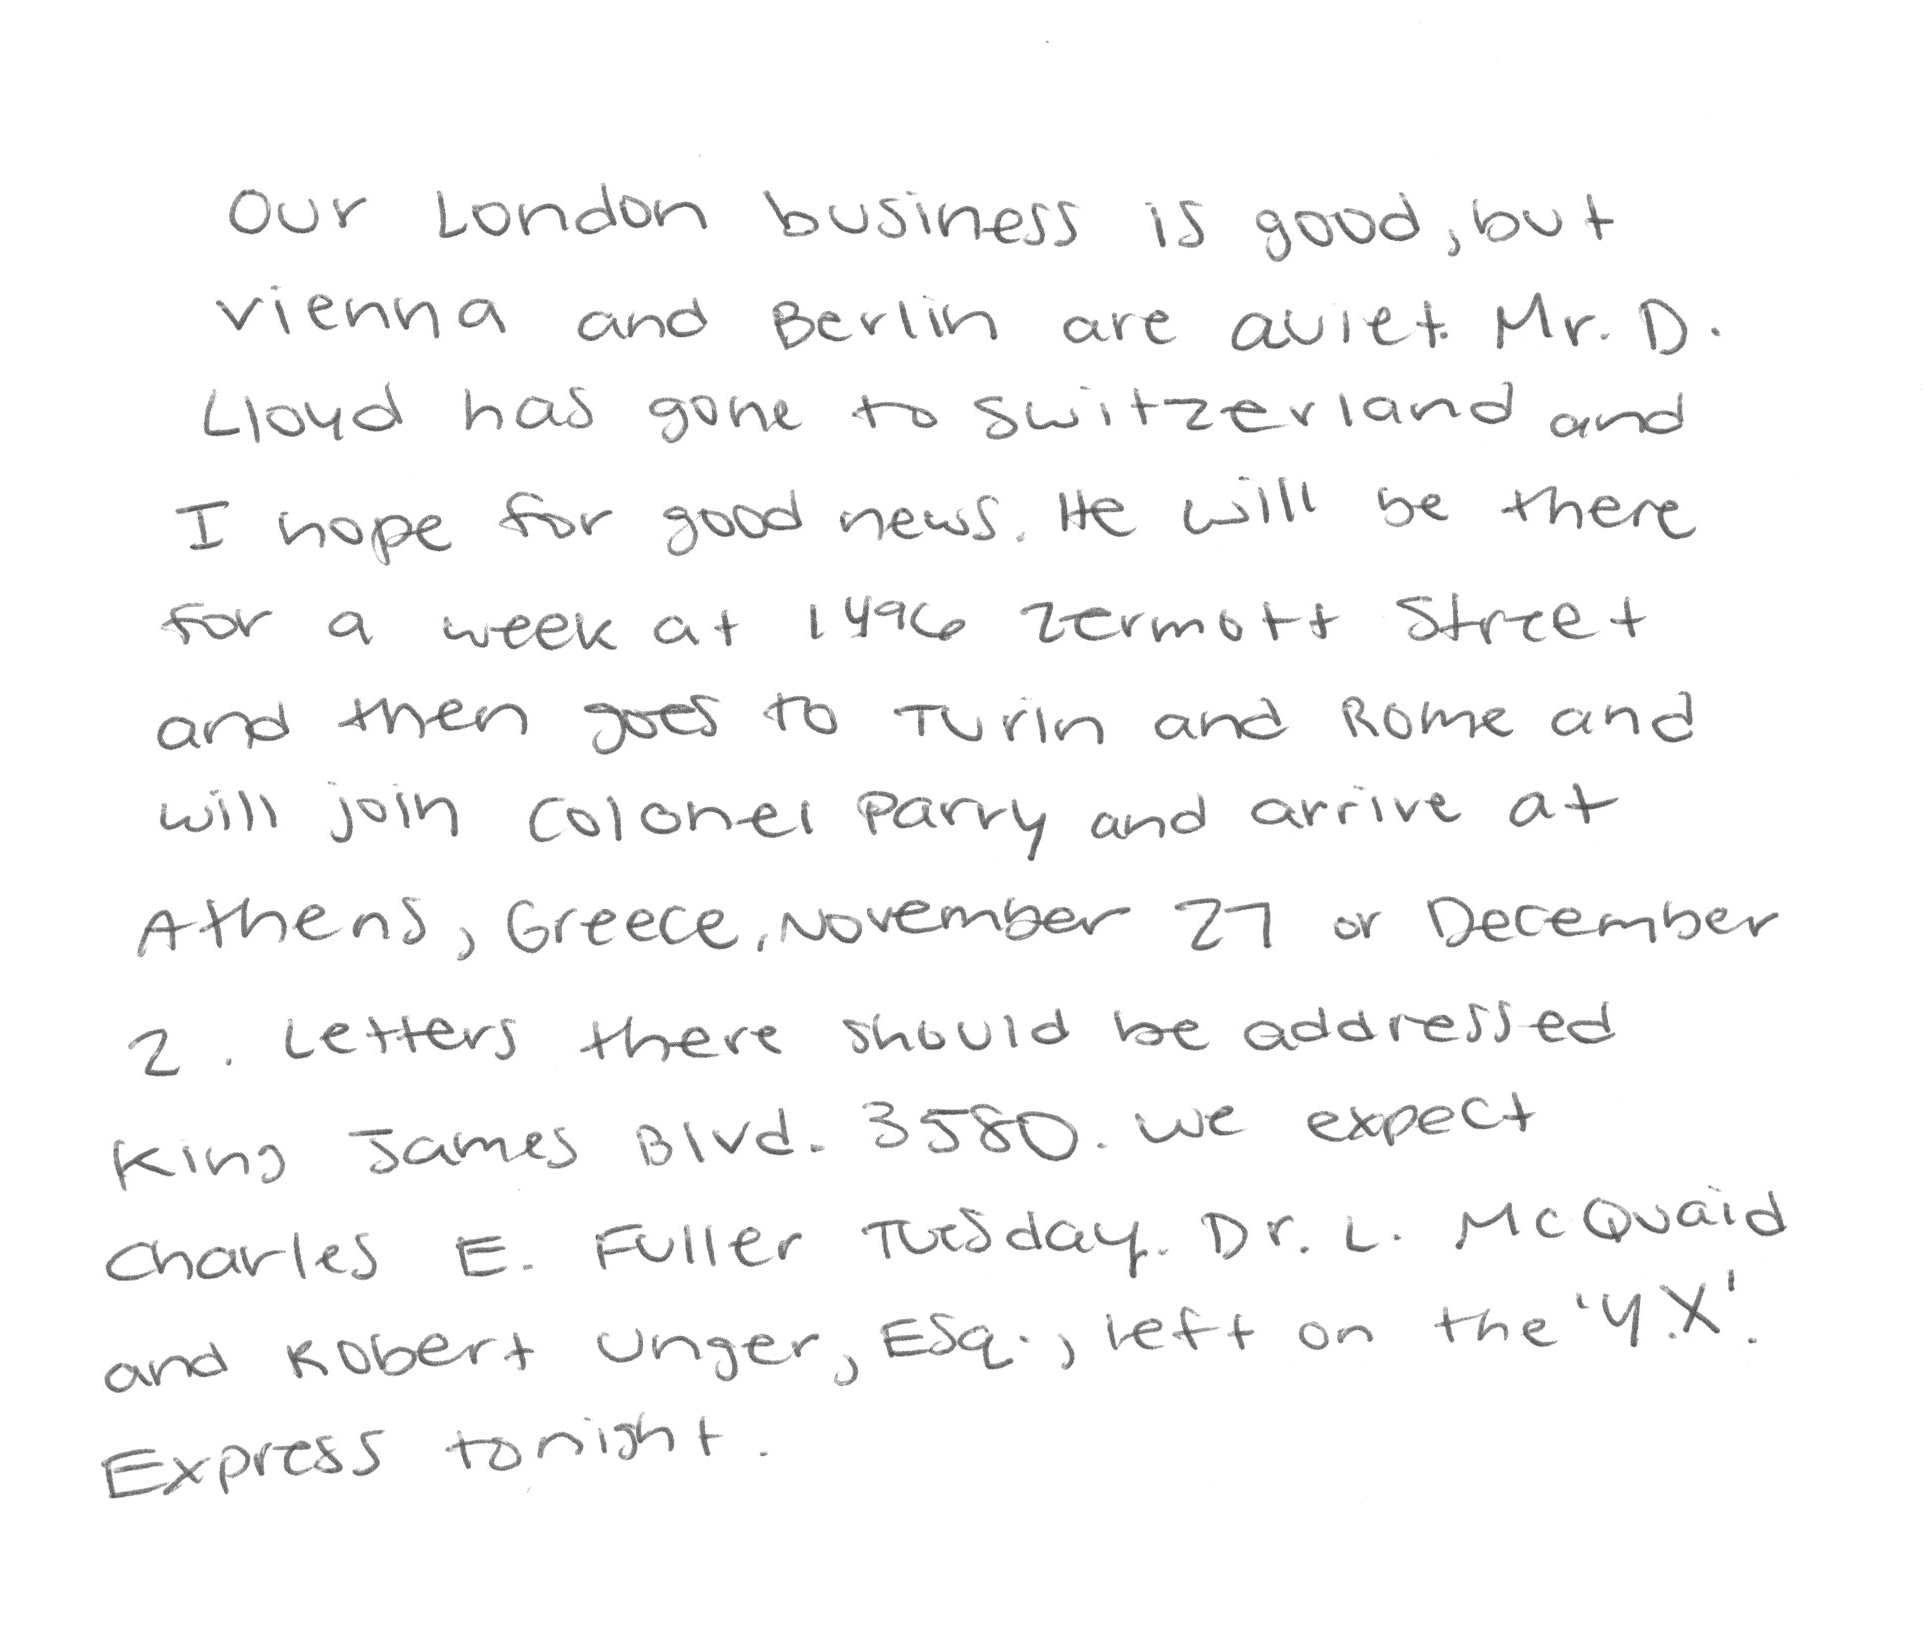 Our London business is good, but
vienna and Berlin are quiet. Mr. D.
Lloyd has gone to Switzerland and
I hope for good news. He will be there
for a week at 1496 Zermott Street
and then goes to Turin and Rome and
will join Colonel Parry and arrive at
Athens, Greece, November 27 or December
2. Letters there should be addressed
King James Blvd. 3580. We expect
Charles E. Fuller Tuesday. Dr. L. McQuaid
and Robert Unger, Esq., left on the 'Y.X'.
Express tonight.